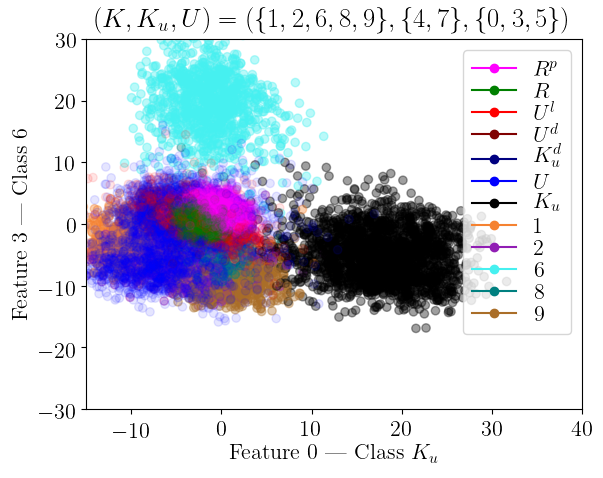 (K, K_u, U) = ({1, 2, 6, 8, 9}, {4, 7}, {0, 3, 5})
30
20
10
0
−10
−20
−30
Feature 3 — Class 6
−10
0
10
20
30
40
Feature 0 — Class K_u
R^p
R
U^l
U^d
K_u^d
U
K_u
1
2
6
8
9